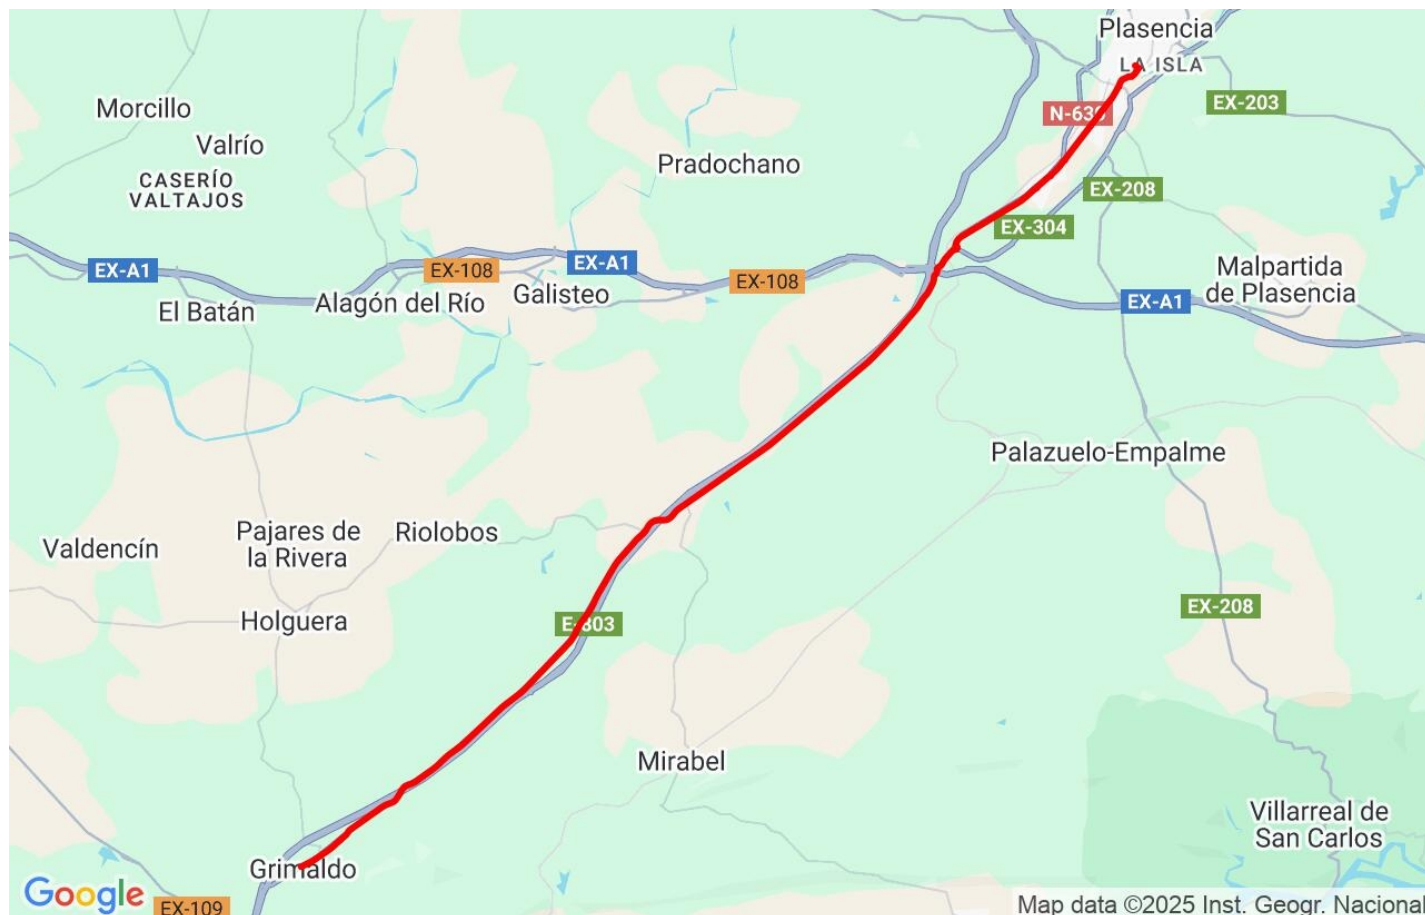 Plasencia
LA ISLA
Morcillo
EX-203
N-630
Valrío
Pradochano
CASERÍO
VALTAJOS
EX-208
EX-304
EX-A1
EX-108
EX-A1
EX-108
Malpartida
de Plasencia
El Batán
Alagón del Río
Galisteo
EX-A1
Palazuelo-Empalme
Valdencín
Pajares de
la Rivera
Riolobos
Holguera
E-803
EX-208
Mirabel
Villarreal de
San Carlos
Grimaldo
Google
EX-109
Map data ©2025 Inst. Geogr. Nacional